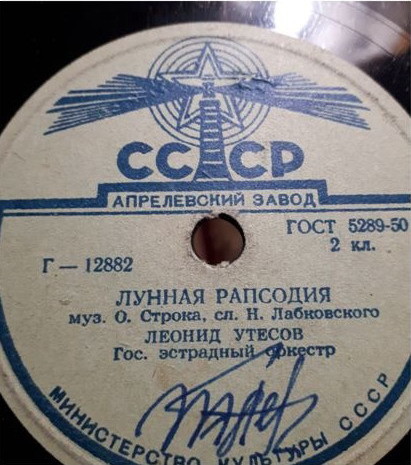 СССР
АПРЕЛЕВСКИЙ ЗАВОД
ГОСТ 5289-50
2 кл.
Г — 12882
ЛУННАЯ РАПСОДИЯ
муз. О. Строка, сл. Н. Лабковского
ЛЕОНИД УТЕСОВ
Гос. эстрадный оркестр
МИНИСТЕРСТВО КУЛЬТУРЫ СССР